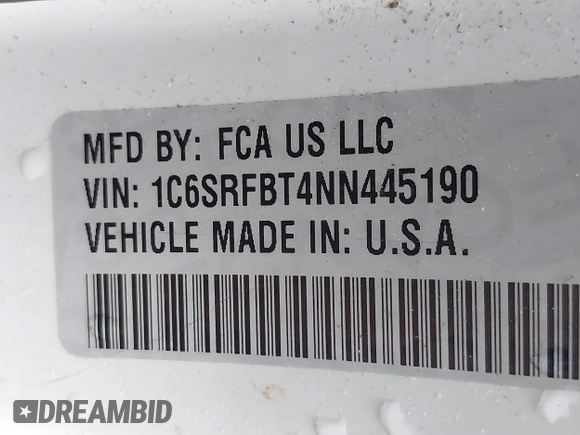 MFD BY: FCA US LLC
VIN: 1C6SRFBT4NN445190
VEHICLE MADE IN: U.S.A.
DREAMBID